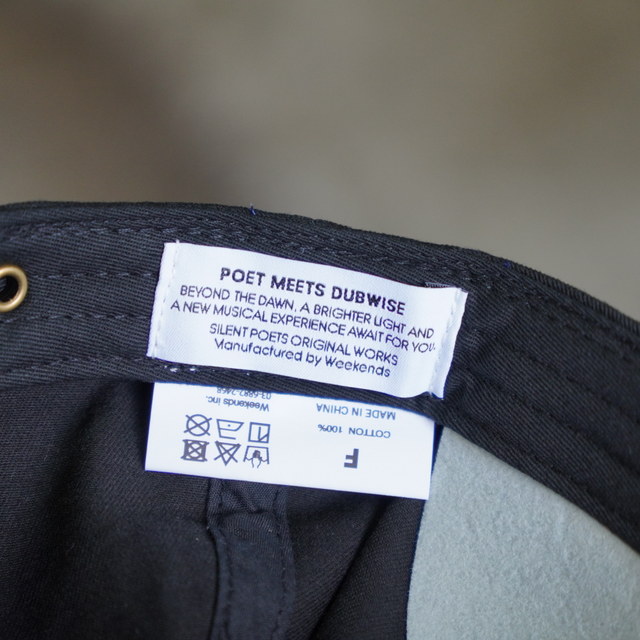 POET MEETS DUBWISE
BEYOND THE DAWN, A BRIGHTER LIGHT AND
A NEW MUSICAL EXPERIENCE AWAIT FOR YOU.
SILENT POETS ORIGINAL WORKS
Manufactured by Weekends
F
COTTON 100%
MADE IN CHINA
Weekends Inc.